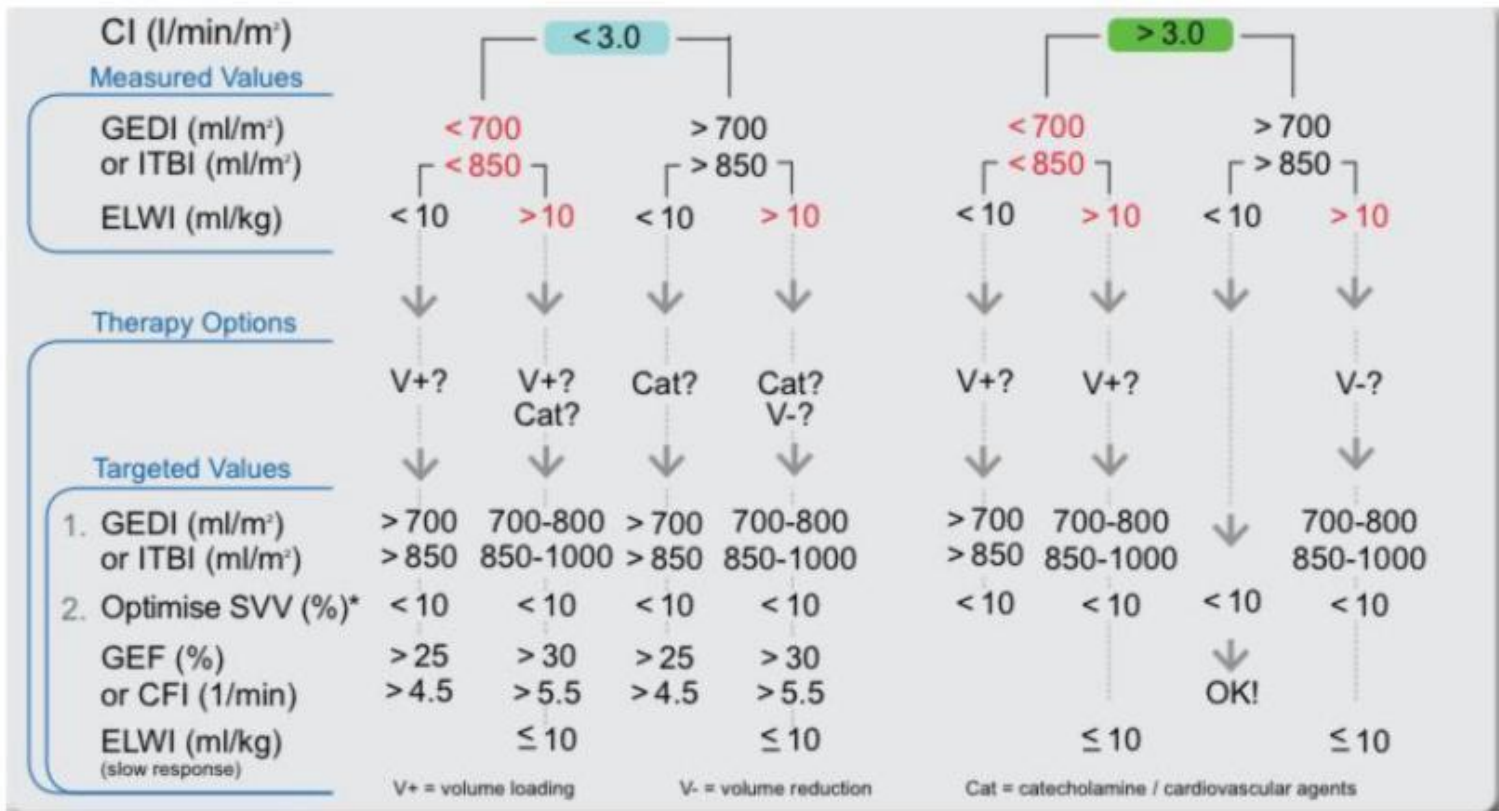 CI (l/min/m²) < 3.0 > 3.0
Measured Values
GEDI (ml/m²) < 700 > 700 < 700 > 700
or ITBI (ml/m²) < 850 > 850 < 850 > 850
ELWI (ml/kg) < 10 > 10 < 10 > 10 < 10 > 10 < 10 > 10
Therapy Options
V+? V+? Cat? Cat? V+? V+? V-?
Cat? V-?
Targeted Values
1. GEDI (ml/m²) > 700 700-800 > 700 700-800 > 700 700-800 700-800
or ITBI (ml/m²) > 850 850-1000 > 850 850-1000 > 850 850-1000 850-1000
2. Optimise SVV (%)* < 10 < 10 < 10 < 10 < 10 < 10 < 10 < 10
GEF (%) > 25 > 30 > 25 > 30
or CFI (1/min) > 4.5 > 5.5 > 4.5 > 5.5 OK!
ELWI (ml/kg) ≤ 10 ≤ 10 ≤ 10 ≤ 10
(slow response)
V+ = volume loading V- = volume reduction Cat = catecholamine / cardiovascular agents